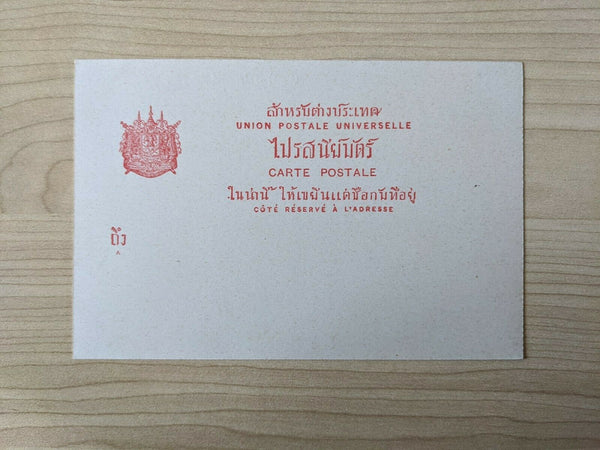 สำหรับต่างประเทศ
UNION POSTALE UNIVERSELLE
ไปรสนีย์บัตร์
CARTE POSTALE
ในน่านี้ ให้เขยีนแต่ชื่อกับที่อยู่
CÔTÉ RÉSERVÉ À L'ADRESSE
ถึง